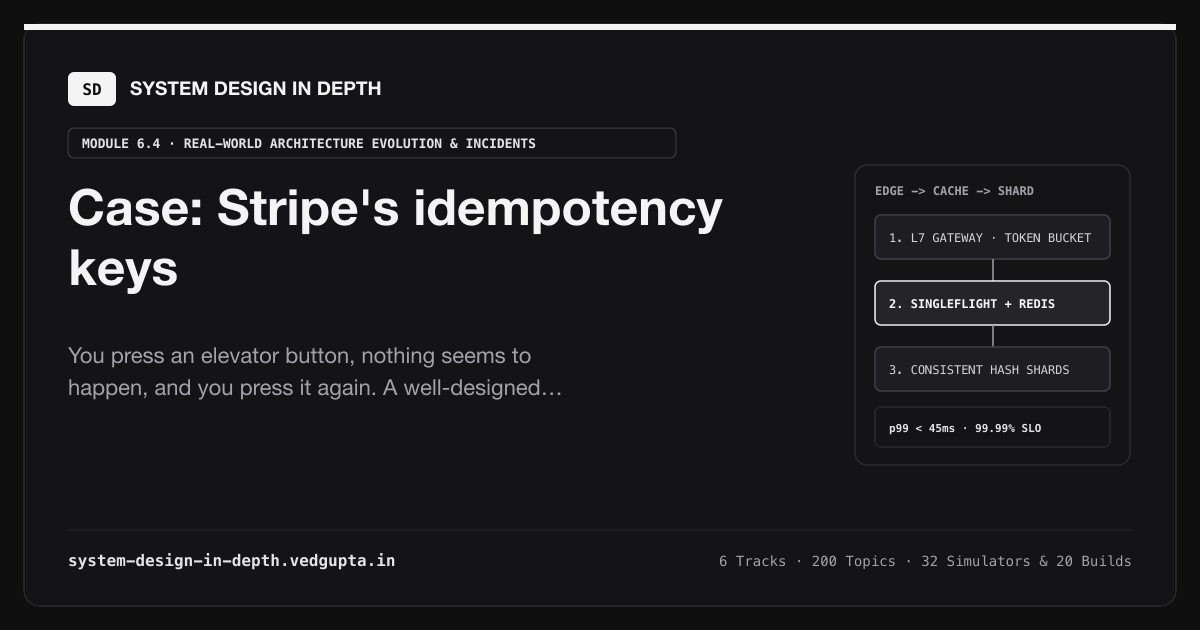 SD
SYSTEM DESIGN IN DEPTH
MODULE 6.4 · REAL-WORLD ARCHITECTURE EVOLUTION & INCIDENTS
Case: Stripe's idempotency
keys
You press an elevator button, nothing seems to
happen, and you press it again. A well-designed…
EDGE -> CACHE -> SHARD
1. L7 GATEWAY · TOKEN BUCKET
2. SINGLEFLIGHT + REDIS
3. CONSISTENT HASH SHARDS
p99 < 45ms · 99.99% SLO
system-design-in-depth.vedgupta.in
6 Tracks · 200 Topics · 32 Simulators & 20 Builds